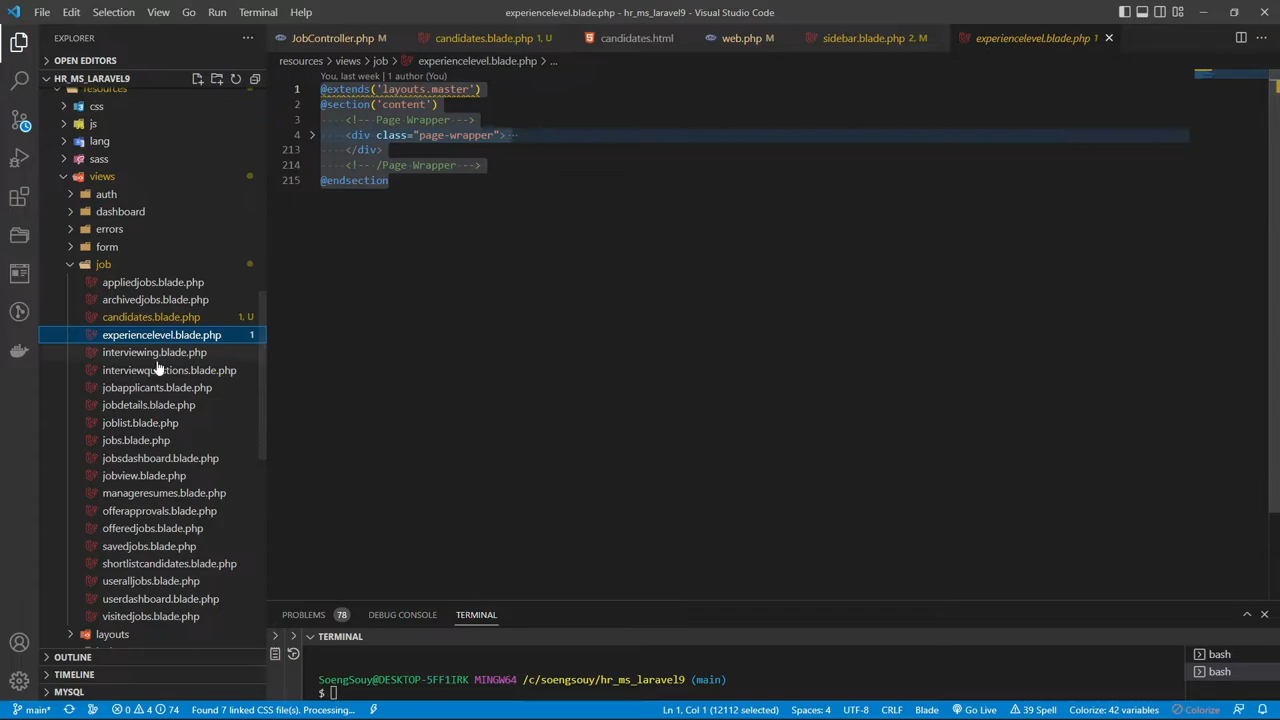 File Edit Selection View Go Run Terminal Help
experiencelevel.blade.php - hr_ms_laravel9 - Visual Studio Code
EXPLORER
JobController.php M
candidates.blade.php 1, U
candidates.html
web.php M
sidebar.blade.php 2, M
experiencelevel.blade.php 1
OPEN EDITORS
HR_MS_LARAVEL9
resources
css
js
lang
sass
views
auth
dashboard
errors
form
job
appliedjobs.blade.php
archivedjobs.blade.php
candidates.blade.php 1, U
experiencelevel.blade.php 1
interviewing.blade.php
jobapplicants.blade.php
jobdetails.blade.php
joblist.blade.php
jobs.blade.php
jobsdashboard.blade.php
jobview.blade.php
manageresumes.blade.php
offerapprovals.blade.php
offeredjobs.blade.php
savedjobs.blade.php
shortlistcandidates.blade.php
useralljobs.blade.php
userdashboard.blade.php
visitedjobs.blade.php
layouts
OUTLINE
TIMELINE
MYSQL
resources > views > job > experiencelevel.blade.php > ...
You, last week | 1 author (You)
1 @extends('layouts.master')
2 @section('content')
3 <!-- Page Wrapper -->
4 <div class="page-wrapper">
213 </div>
214 <!-- /Page Wrapper -->
215 @endsection
PROBLEMS 78 DEBUG CONSOLE TERMINAL
TERMINAL
bash
bash
SoengSouy@DESKTOP-5FF1IRK MINGW64 /c/soengsouy/hr_ms_laravel9 (main)
$
main* 0 4 74 Found 7 linked CSS file(s). Processing... Ln 1, Col 1 (12112 selected) Spaces: 4 UTF-8 CRLF Blade Go Live 39 Spell Colorize: 42 variables Colorize